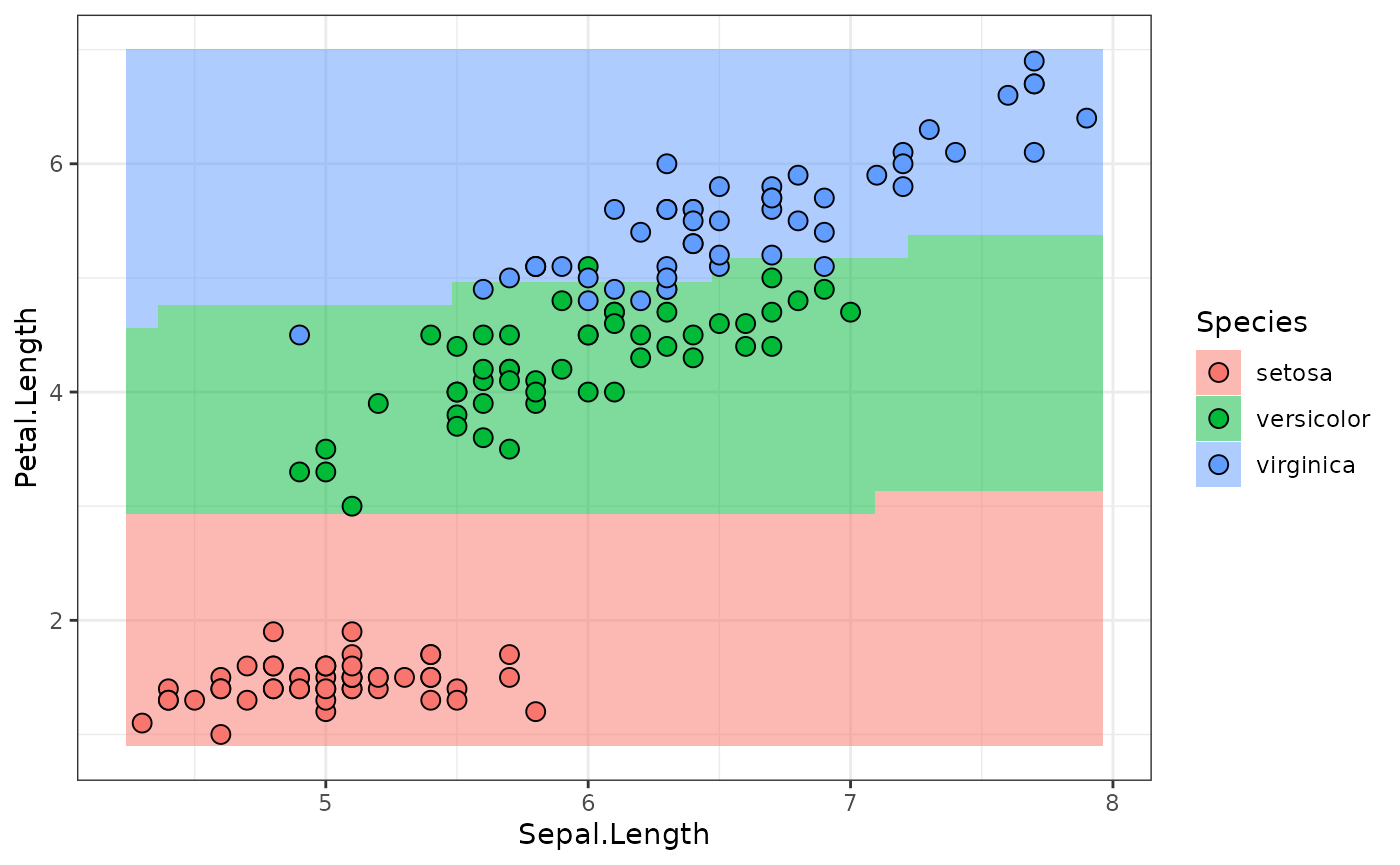 6
4
2
Petal.Length
5 6 7 8
Sepal.Length
Species
setosa
versicolor
virginica